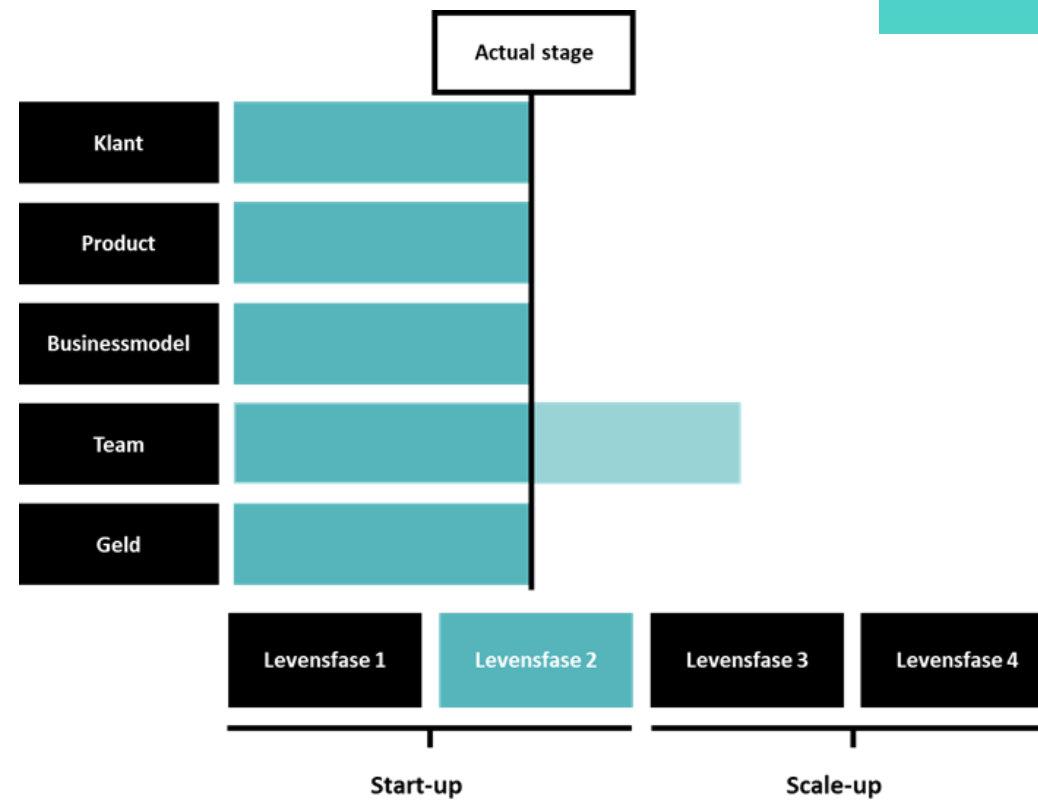 Actual stage
Klant
Product
Businessmodel
Team
Geld
Levensfase 1
Levensfase 2
Levensfase 3
Levensfase 4
Start-up
Scale-up